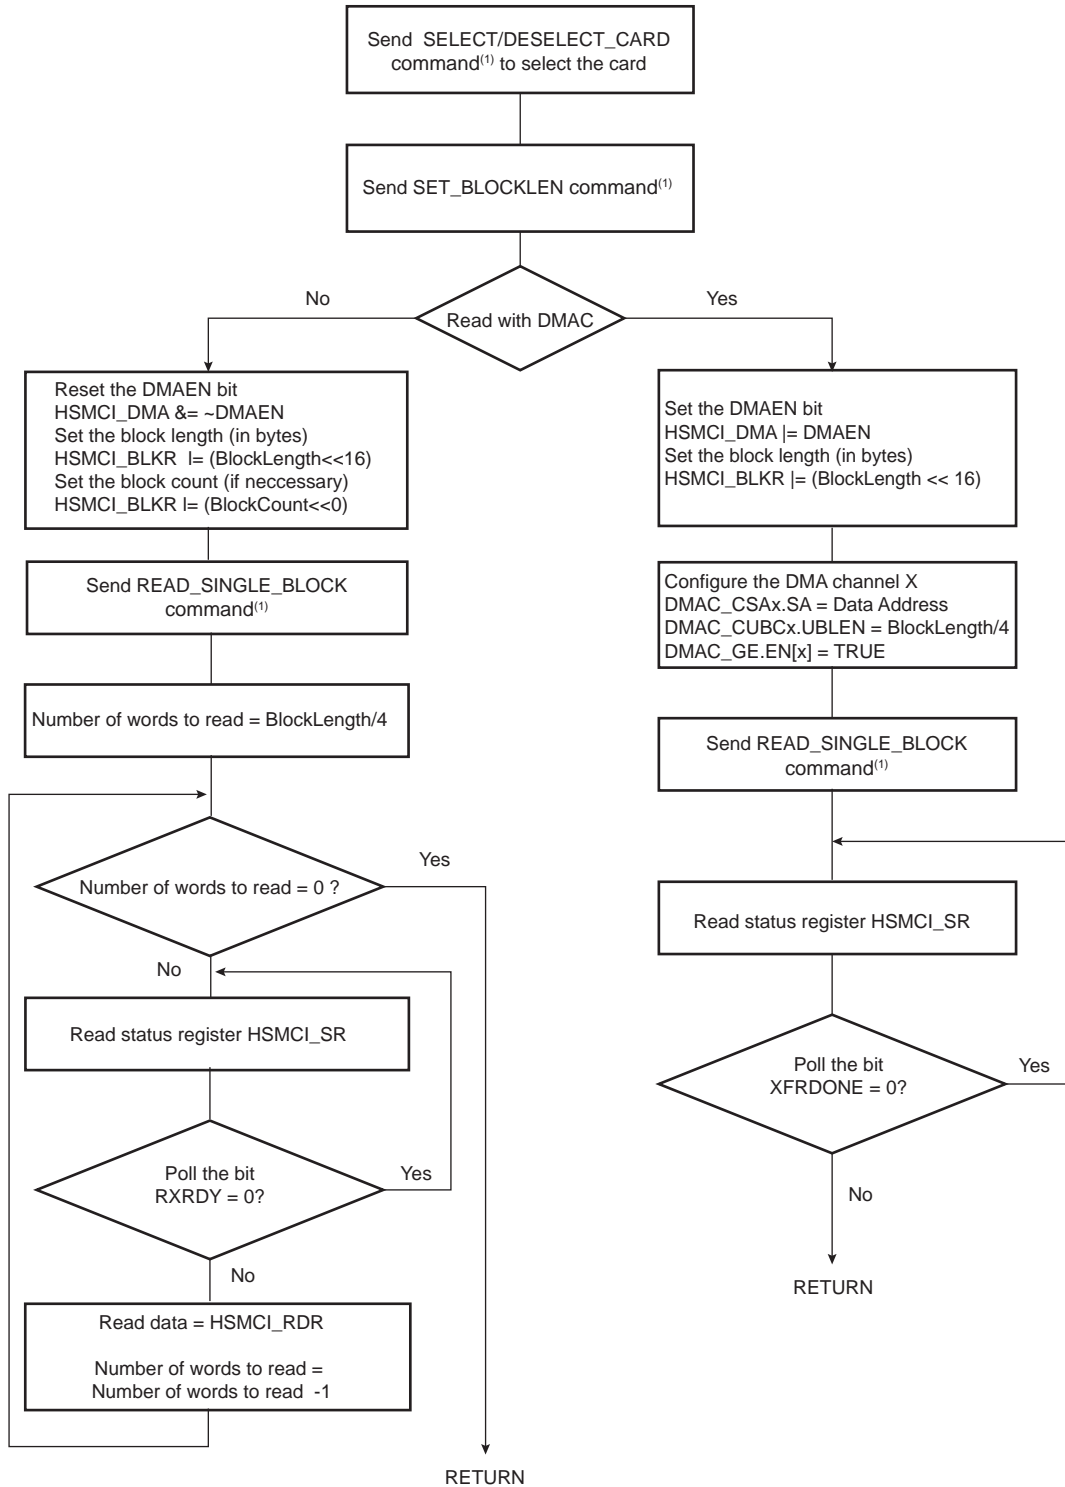 Send SELECT/DESELECT_CARD
command(1) to select the card
Send SET_BLOCKLEN command(1)
No
Yes
Read with DMAC
Reset the DMAEN bit
HSMCI_DMA &= ~DMAEN
Set the block length (in bytes)
HSMCI_BLKR l= (BlockLength<<16)
Set the block count (if neccessary)
HSMCI_BLKR l= (BlockCount<<0)
Send READ_SINGLE_BLOCK
command(1)
Number of words to read = BlockLength/4
Number of words to read = 0 ?
Yes
No
Read status register HSMCI_SR
Poll the bit
RXRDY = 0?
Yes
No
Read data = HSMCI_RDR
Number of words to read =
Number of words to read -1
RETURN
Set the DMAEN bit
HSMCI_DMA |= DMAEN
Set the block length (in bytes)
HSMCI_BLKR |= (BlockLength << 16)
Configure the DMA channel X
DMAC_CSAx.SA = Data Address
DMAC_CUBCx.UBLEN = BlockLength/4
DMAC_GE.EN[x] = TRUE
Send READ_SINGLE_BLOCK
command(1)
Read status register HSMCI_SR
Poll the bit
XFRDONE = 0?
Yes
No
RETURN